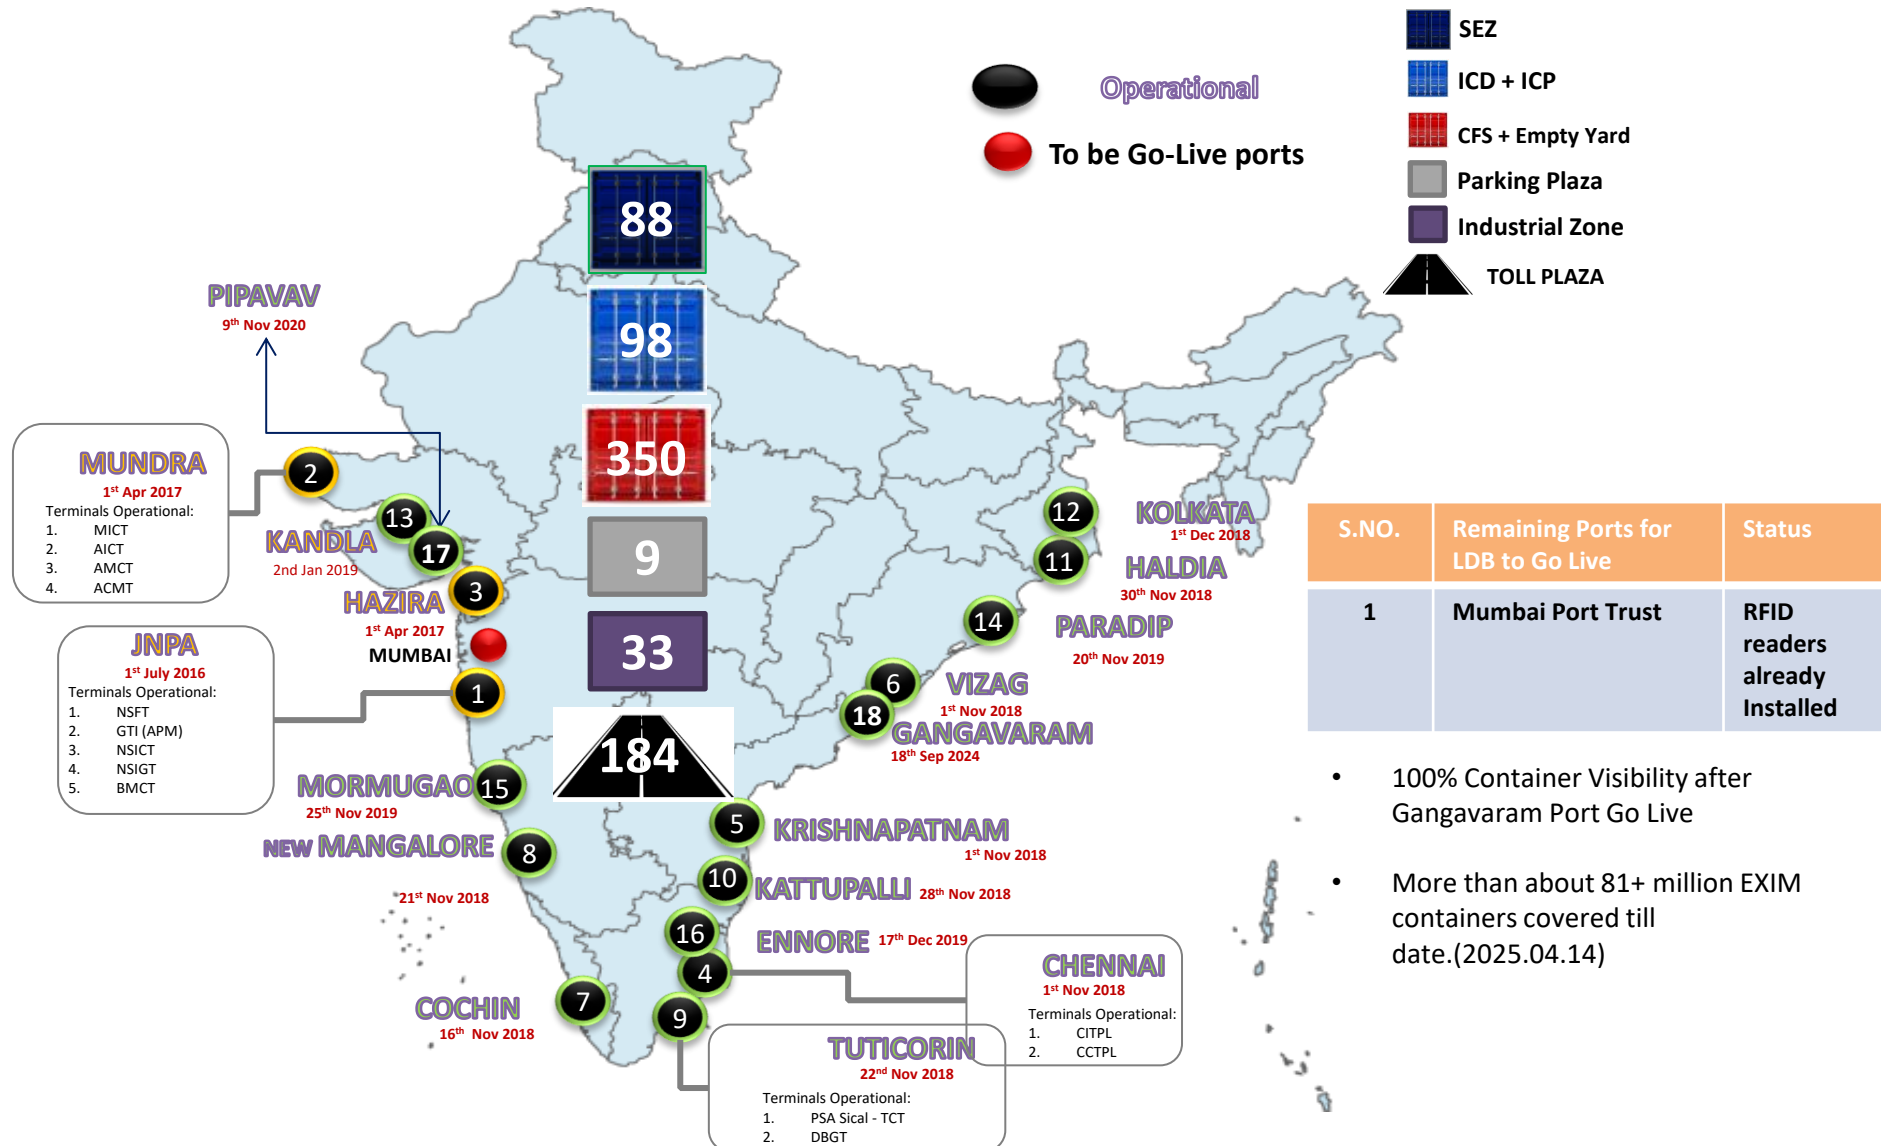 SEZ
ICD + ICP
CFS + Empty Yard
Parking Plaza
Industrial Zone
TOLL PLAZA
Operational
To be Go-Live ports
88
98
350
9
33
184
PIPAVAV
9th Nov 2020
MUNDRA
1st Apr 2017
Terminals Operational:
1. MICT
2. AICT
3. AMCT
4. ACMT
2
13
17
KANDLA
2nd Jan 2019
3
HAZIRA
1st Apr 2017
MUMBAI
JNPA
1st July 2016
Terminals Operational:
1. NSFT
2. GTI (APM)
3. NSICT
4. NSIGT
5. BMCT
1
MORMUGAO
15
25th Nov 2019
NEW MANGALORE
8
21st Nov 2018
COCHIN
7
16th Nov 2018
12
KOLKATA
1st Dec 2018
11
HALDIA
30th Nov 2018
14
PARADIP
20th Nov 2019
6
VIZAG
1st Nov 2018
18
GANGAVARAM
18th Sep 2024
5
KRISHNAPATNAM
1st Nov 2018
10
KATTUPALLI 28th Nov 2018
16
ENNORE 17th Dec 2019
4
CHENNAI
1st Nov 2018
Terminals Operational:
1. CITPL
2. CCTPL
9
TUTICORIN
22nd Nov 2018
Terminals Operational:
1. PSA Sical - TCT
2. DBGT
S.NO. Remaining Ports for Status
LDB to Go Live
1 Mumbai Port Trust RFID
readers
already
Installed
• 100% Container Visibility after
Gangavaram Port Go Live
• More than about 81+ million EXIM
containers covered till
date.(2025.04.14)